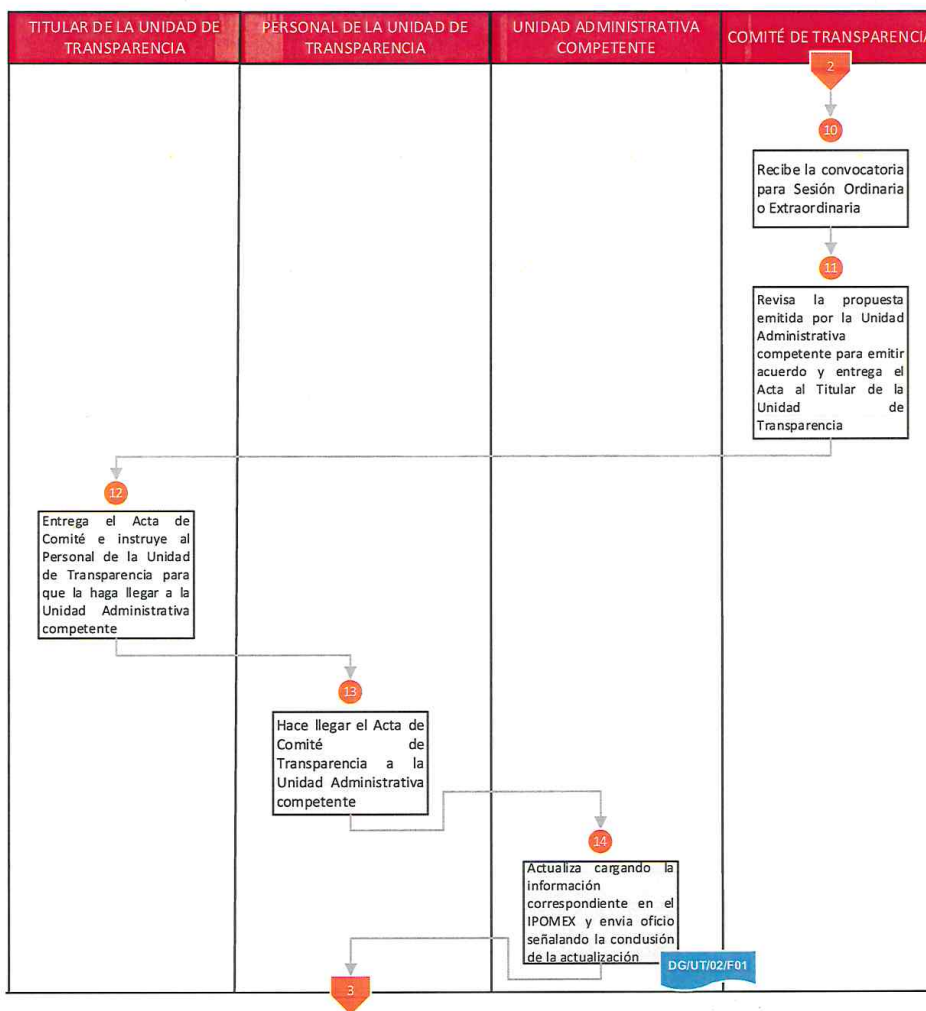 TITULAR DE LA UNIDAD DE
TRANSPARENCIA
PERSONAL DE LA UNIDAD DE
TRANSPARENCIA
UNIDAD ADMINISTRATIVA
COMPETENTE
COMITÉ DE TRANSPARENCIA
2
10
Recibe la convocatoria
para Sesión Ordinaria
o Extraordinaria
11
Revisa la propuesta
emitida por la Unidad
Administrativa
competente para emitir
acuerdo y entrega el
Acta al Titular de la
Unidad de
Transparencia
12
Entrega el Acta de
Comité e instruye al
Personal de la Unidad
de Transparencia para
que la haga llegar a la
Unidad Administrativa
competente
13
Hace llegar el Acta de
Comité de
Transparencia a la
Unidad Administrativa
competente
14
Actualiza cargando la
información
correspondiente en el
IPOMEX y envia oficio
señalando la conclusión
de la actualización
DG/UT/02/F01
3